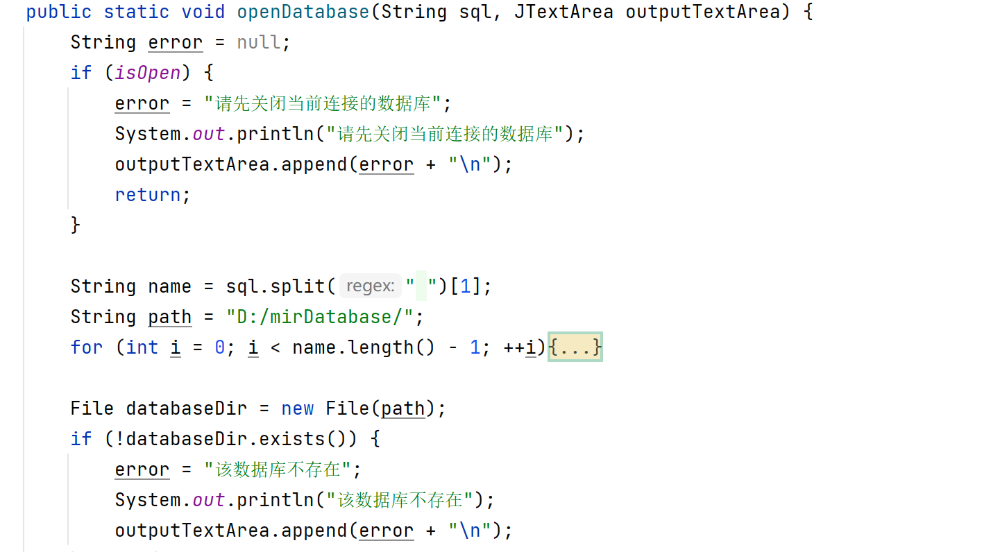 public static void openDatabase(String sql, JTextArea outputTextArea) {
String error = null;
if (isOpen) {
error = "请先关闭当前连接的数据库";
System.out.println("请先关闭当前连接的数据库");
outputTextArea.append(error + "\n");
return;
}
String name = sql.split( regex: " ")[1];
String path = "D:/mirDatabase/";
for (int i = 0; i < name.length() - 1; ++i){...}
File databaseDir = new File(path);
if (!databaseDir.exists()) {
error = "该数据库不存在";
System.out.println("该数据库不存在");
outputTextArea.append(error + "\n");